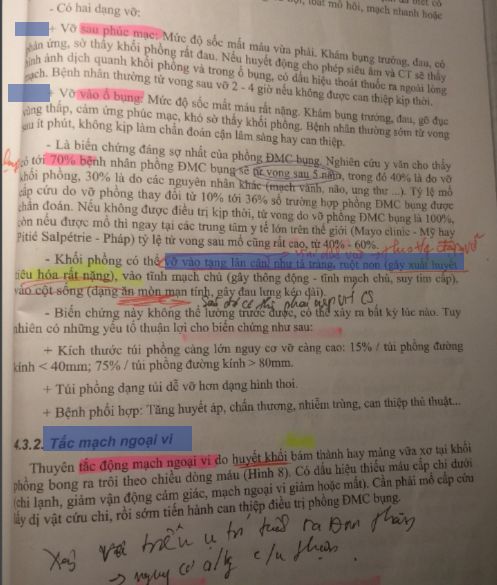 toát mồ hôi, mạch nhanh hoặc
- Có hai dạng vỡ:
+ Vỡ sau phúc mạc: Mức độ sốc mất máu vừa phải. Khám bụng trướng, đau, có
phản ứng, sờ thấy khối phồng rất đau. Nếu huyết động cho phép siêu âm và CT sẽ thấy
hình ảnh dịch quanh khối phồng và trong ổ bụng, có dấu hiệu thoát thuốc ra ngoài lòng
mạch. Bệnh nhân thường tử vong sau vỡ 2 - 4 giờ nếu không được can thiệp kịp thời.
+ Vỡ vào ổ bụng: Mức độ sốc mất máu rất nặng. Khám bụng trướng, đau, gõ đục
vùng thấp, cảm ứng phúc mạc, khó sờ thấy khối phồng. Bệnh nhân thường sớm tử vong
sau ít phút, không kịp làm chẩn đoán cận lâm sàng hay can thiệp.
- Là biến chứng đáng sợ nhất của phồng ĐMC bụng. Nghiên cứu y văn cho thấy
có tới 70% bệnh nhân phồng ĐMC bụng sẽ tử vong sau 5 năm, trong đó 40% là do vỡ
khối phồng, 30% là do các nguyên nhân khác (mạch vành, não, ung thư ...). Tỷ lệ mổ
cấp cứu do vỡ phồng thay đổi từ 10% tới 36% số trường hợp phồng ĐMC bụng được
chẩn đoán. Nếu không được điều trị kịp thời, tử vong do vỡ phồng ĐMC bụng là 100%,
còn nếu được mổ thì ngay tại các trung tâm y tế lớn trên thế giới (Mayo clinic - Mỹ hay
Pitié Salpétrie - Pháp) tỷ lệ tử vong sau mổ cũng rất cao, từ 40% - 60%.
- Khối phồng có thể vỡ vào tạng lân cận như tá tràng, ruột non (gây xuất huyết
tiêu hóa rất nặng), vào tĩnh mạch chủ (gây thông động - tĩnh mạch chủ, suy tim cấp),
vào cột sống (dạng ăn mòn mạn tính, gây đau lưng kéo dài).
- Biến chứng này không thể lường trước được, có thể xảy ra bất kỳ lúc nào. Tuy
nhiên có những yếu tố thuận lợi cho biến chứng như sau:
+ Kích thước túi phồng càng lớn nguy cơ vỡ càng cao: 15% / túi phồng đường
kính < 40mm; 75% / túi phồng đường kính > 80mm.
+ Túi phồng dạng túi dễ vỡ hơn dạng hình thoi.
+ Bệnh phối hợp: Tăng huyết áp, chấn thương, nhiễm trùng, can thiệp thủ thuật...
4.3.2. Tắc mạch ngoại vi
Thuyên tắc động mạch ngoại vi do huyết khối bám thành hay mảng vữa xơ tại khối
phồng bong ra trôi theo chiều dòng máu (Hình 8). Có dấu hiệu thiếu máu cấp chi dưới
(chi lạnh, giảm vận động cảm giác, mạch ngoại vi giảm hoặc mất). Cần phải mổ cấp cứu
lấy dị vật cứu chi, rồi sớm tiến hành can thiệp điều trị phồng ĐMC bụng.